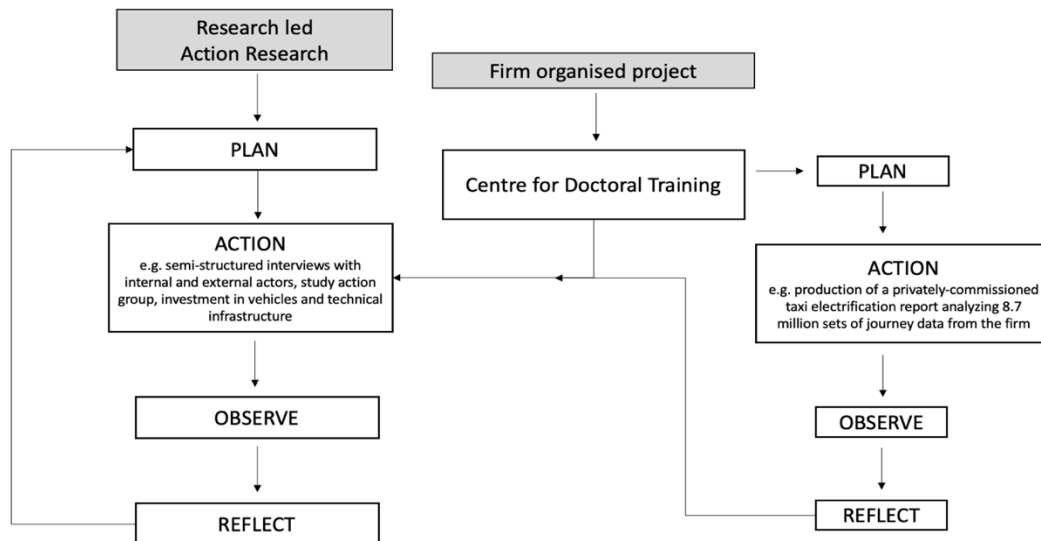 Research led
Action Research
PLAN
ACTION
e.g. semi-structured interviews with
internal and external actors, study action
group, investment in vehicles and technical
infrastructure
OBSERVE
REFLECT
Firm organised project
Centre for Doctoral Training
PLAN
ACTION
e.g. production of a privately-commissioned
taxi electrification report analyzing 8.7
million sets of journey data from the firm
OBSERVE
REFLECT